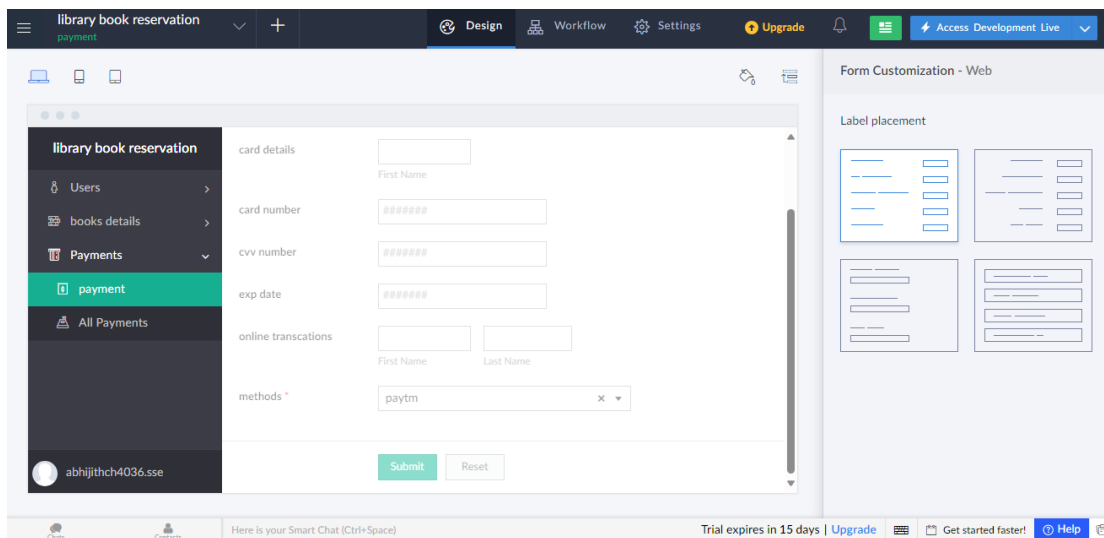 library book reservation
payment
Design
Workflow
Settings
Upgrade
Access Development Live
Form Customization - Web
Label placement
library book reservation
Users
books details
Payments
payment
All Payments
abhijithch4036.sse
card details
First Name
card number
#######
cvv number
#######
exp date
#######
online transcations
First Name
Last Name
methods *
paytm
Submit
Reset
Chats
Contacts
Here is your Smart Chat (Ctrl+Space)
Trial expires in 15 days | Upgrade
Get started faster!
Help